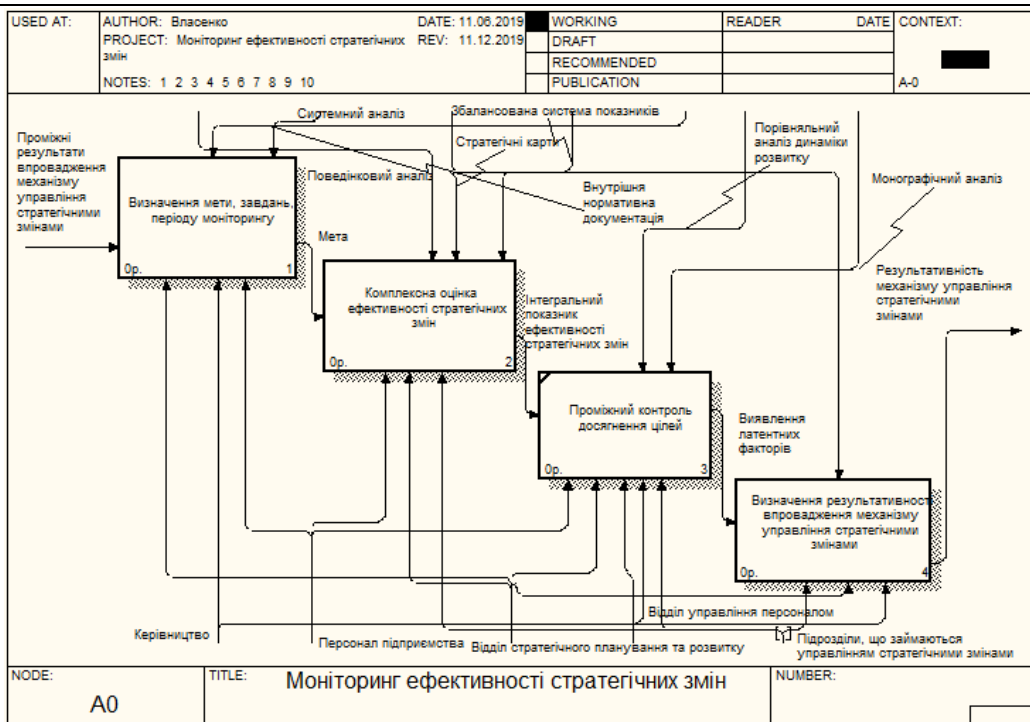 USED AT:
AUTHOR: Власенко
DATE: 11.06.2019
PROJECT: Моніторинг ефективності стратегічних
змін
REV: 11.12.2019
NOTES: 1 2 3 4 5 6 7 8 9 10
WORKING
DRAFT
RECOMMENDED
PUBLICATION
READER
DATE
CONTEXT:
A-0
Системний аналіз
Збалансована система показників
Стратегічні карти
Порівняльний
аналіз динаміки
розвитку
Проміжні
результати
впровадження
механізму
управління
стратегічними
змінами
Поведінковий аналіз
Внутрішня
нормативна
документація
Монографічний аналіз
Визначення мети, завдань,
періоду моніторингу
0р.
1
Мета
Комплексна оцінка
ефективності стратегічних
змін
0р.
2
Інтегральний
показник
ефективності
стратегічних змін
Результативність
механізму управління
стратегічними
змінами
Проміжний контроль
досягнення цілей
0р.
3
Виявлення
латентних
факторів
Визначення результативност
впровадження механізму
управління стратегічними
змінами
0р.
4
Відділ управління персоналом
Керівництво
Персонал підприємства
Відділ стратегічного планування та розвитку
Підрозділи, що займаються
управлінням стратегічними змінами
NODE:
A0
TITLE:
Моніторинг ефективності стратегічних змін
NUMBER: